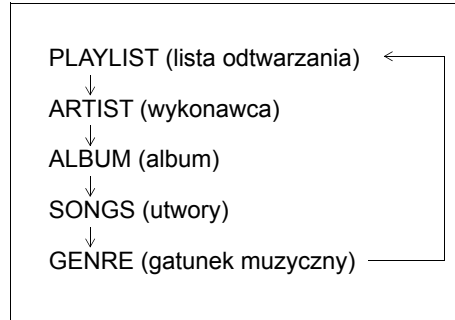 PLAYLIST (lista odtwarzania)
ARTIST (wykonawca)
ALBUM (album)
SONGS (utwory)
GENRE (gatunek muzyczny)